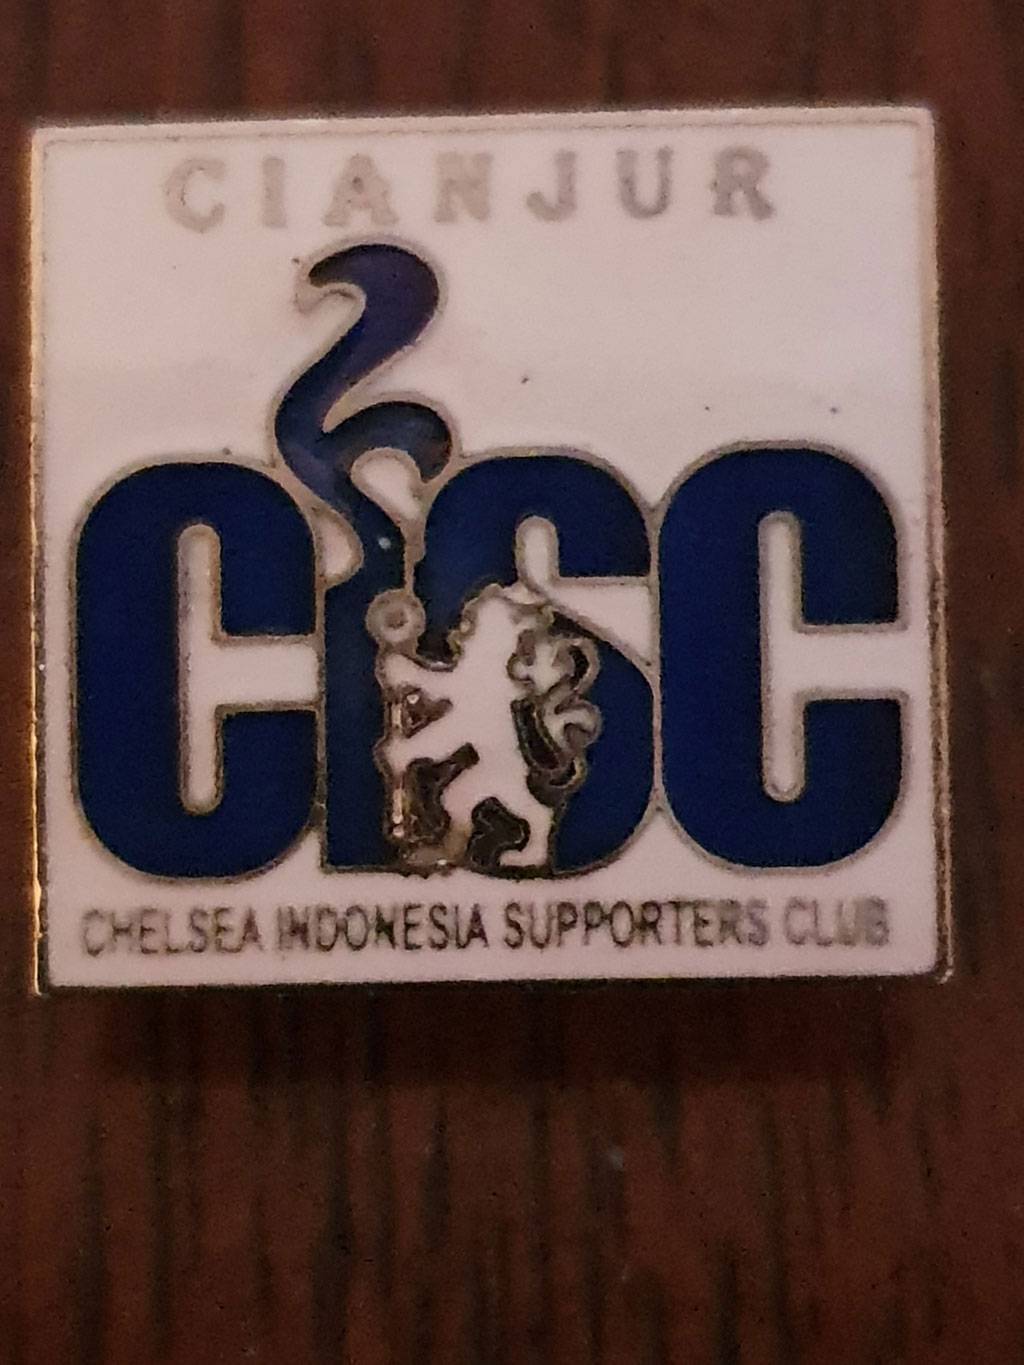 CIANJUR
CISC
CHELSEA INDONESIA SUPPORTERS CLUB